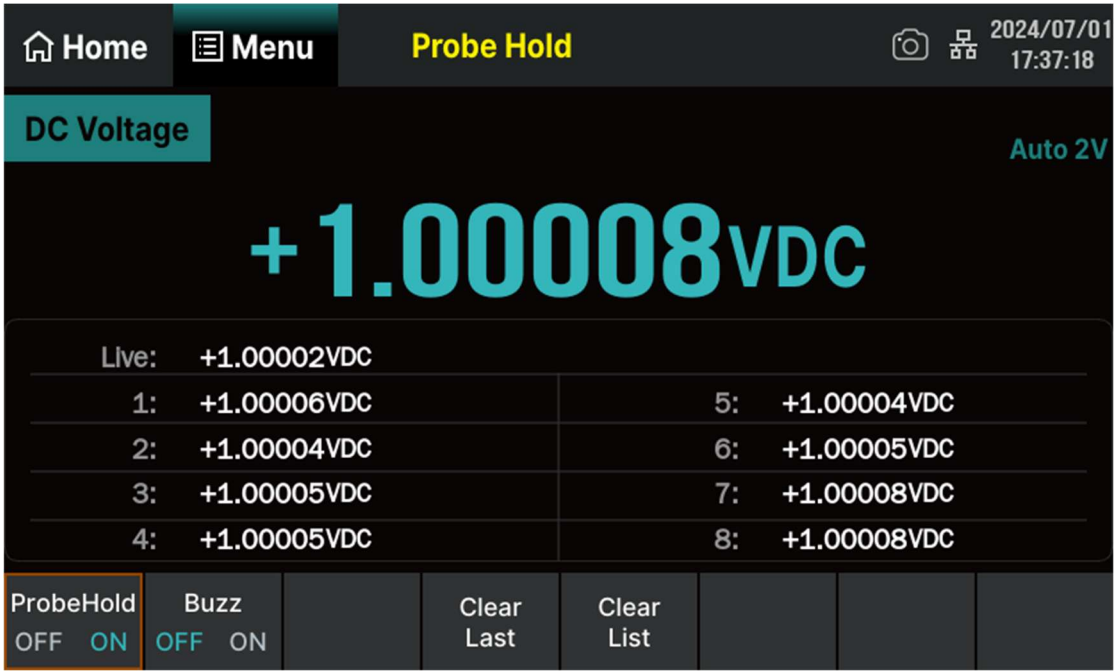 Home Menu Probe Hold 2024/07/01
17:37:18
DC Voltage
Auto 2V
+1.00008VDC
Live: +1.00002VDC
1: +1.00006VDC 5: +1.00004VDC
2: +1.00004VDC 6: +1.00005VDC
3: +1.00005VDC 7: +1.00008VDC
4: +1.00005VDC 8: +1.00008VDC
ProbeHold Buzz Clear Clear
OFF ON OFF ON Last List